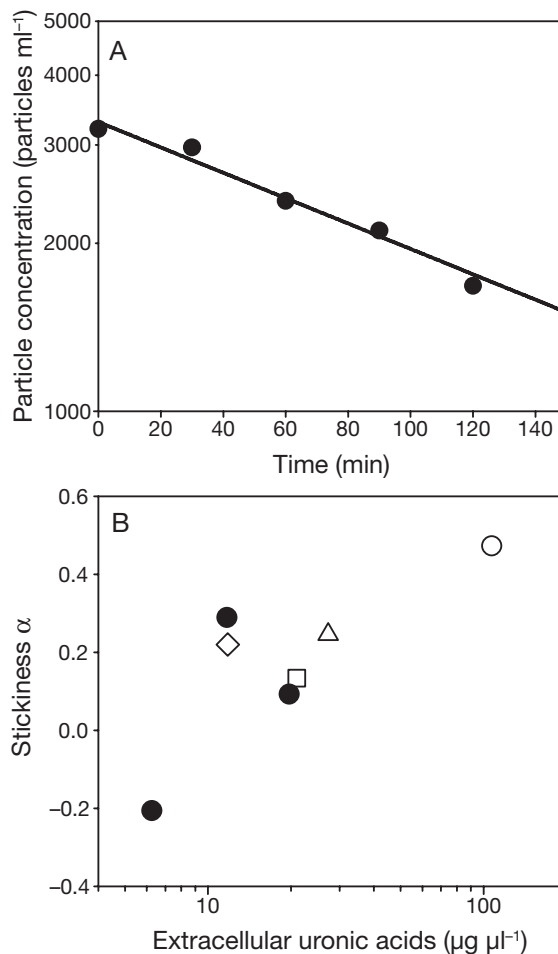 A
Particle concentration (particles ml⁻¹)
5000
4000
3000
2000
1000
0 20 40 60 80 100 120 140
Time (min)
B
Stickiness α
0.6
0.4
0.2
0.0
–0.2
–0.4
10 100
Extracellular uronic acids (µg µl⁻¹)